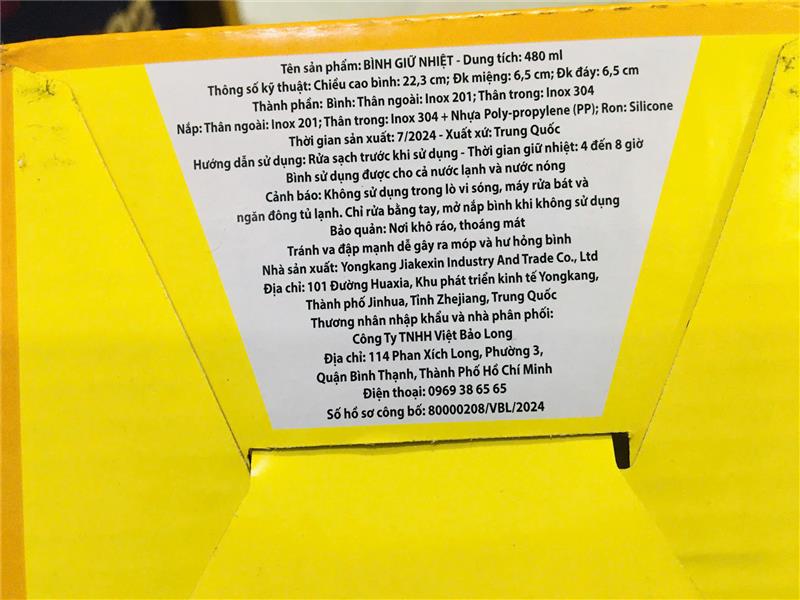 Tên sản phẩm: BÌNH GIỮ NHIỆT - Dung tích: 480 ml
Thông số kỹ thuật: Chiều cao bình: 22,3 cm; Đk miệng: 6,5 cm; Đk đáy: 6,5 cm
Thành phần: Bình: Thân ngoài: Inox 201; Thân trong: Inox 304
Nắp: Thân ngoài: Inox 201; Thân trong: Inox 304 + Nhựa Poly-propylene (PP); Ron: Silicone
Thời gian sản xuất: 7/2024 - Xuất xứ: Trung Quốc
Hướng dẫn sử dụng: Rửa sạch trước khi sử dụng - Thời gian giữ nhiệt: 4 đến 8 giờ
Bình sử dụng được cho cả nước lạnh và nước nóng
Cảnh báo: Không sử dụng trong lò vi sóng, máy rửa bát và
ngăn đông tủ lạnh. Chỉ rửa bằng tay, mở nắp bình khi không sử dụng
Bảo quản: Nơi khô ráo, thoáng mát
Tránh va đập mạnh dễ gây ra móp và hư hỏng bình
Nhà sản xuất: Yongkang Jiakexin Industry And Trade Co., Ltd
Địa chỉ: 101 Đường Huaxia, Khu phát triển kinh tế Yongkang,
Thành phố Jinhua, Tỉnh Zhejiang, Trung Quốc
Thương nhân nhập khẩu và nhà phân phối:
Công Ty TNHH Việt Bảo Long
Địa chỉ: 114 Phan Xích Long, Phường 3,
Quận Bình Thạnh, Thành Phố Hồ Chí Minh
Điện thoại: 0969 38 65 65
Số hồ sơ công bố: 80000208/VBL/2024